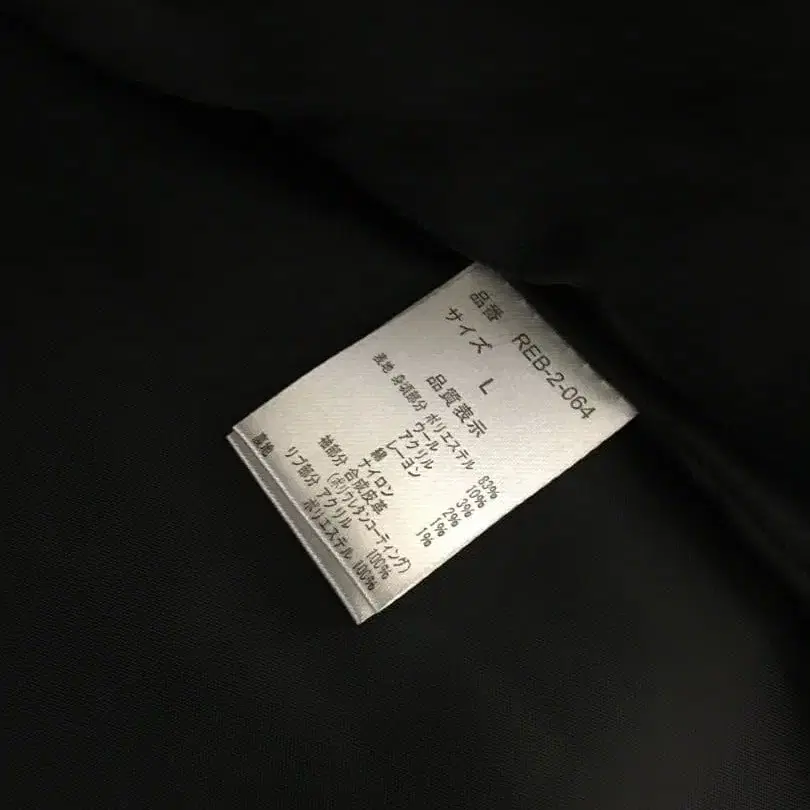 品番 REB-2-064
サイズ L
品質表示
表地 身頃部分 ポリエステル 83%
ウール 10%
アクリル 3%
レーヨン 2%
綿 1%
ナイロン 1%
袖部分 合成皮革
(ポリウレタンコーティング)
リブ部分 アクリル 100%
裏地 ポリエステル 100%